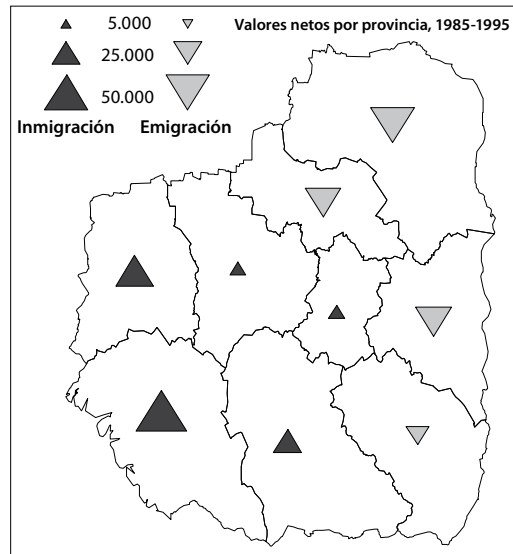 5.000
Valores netos por provincia, 1985-1995
25.000
50.000
Inmigración Emigración